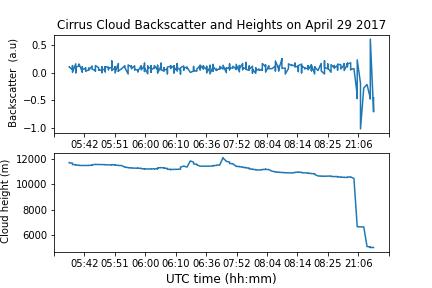 Cirrus Cloud Backscatter and Heights on April 29 2017
Backscatter (a.u)
0.5
0.0
−0.5
−1.0
05:42 05:51 06:00 06:10 06:36 07:52 08:04 08:14 08:25 21:06
Cloud height (m)
12000
10000
8000
6000
05:42 05:51 06:00 06:10 06:36 07:52 08:04 08:14 08:25 21:06
UTC time (hh:mm)